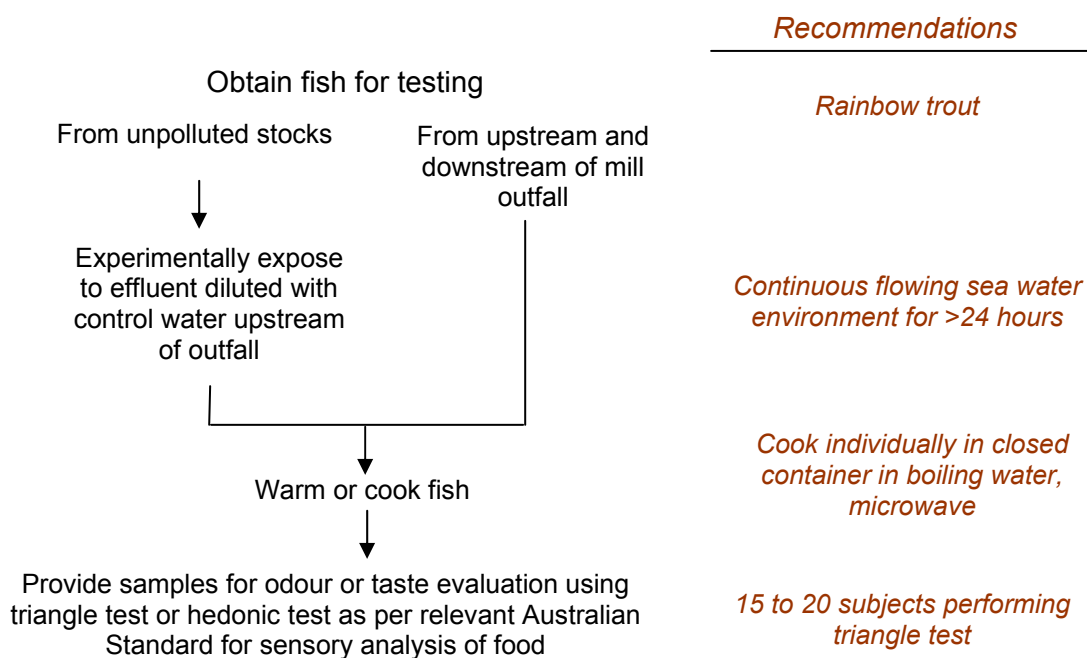 Recommendations
Obtain fish for testing
Rainbow trout
From unpolluted stocks
From upstream and
downstream of mill
outfall
Experimentally expose
to effluent diluted with
control water upstream
of outfall
Continuous flowing sea water
environment for >24 hours
Cook individually in closed
container in boiling water,
microwave
Warm or cook fish
Provide samples for odour or taste evaluation using
triangle test or hedonic test as per relevant Australian
Standard for sensory analysis of food
15 to 20 subjects performing
triangle test